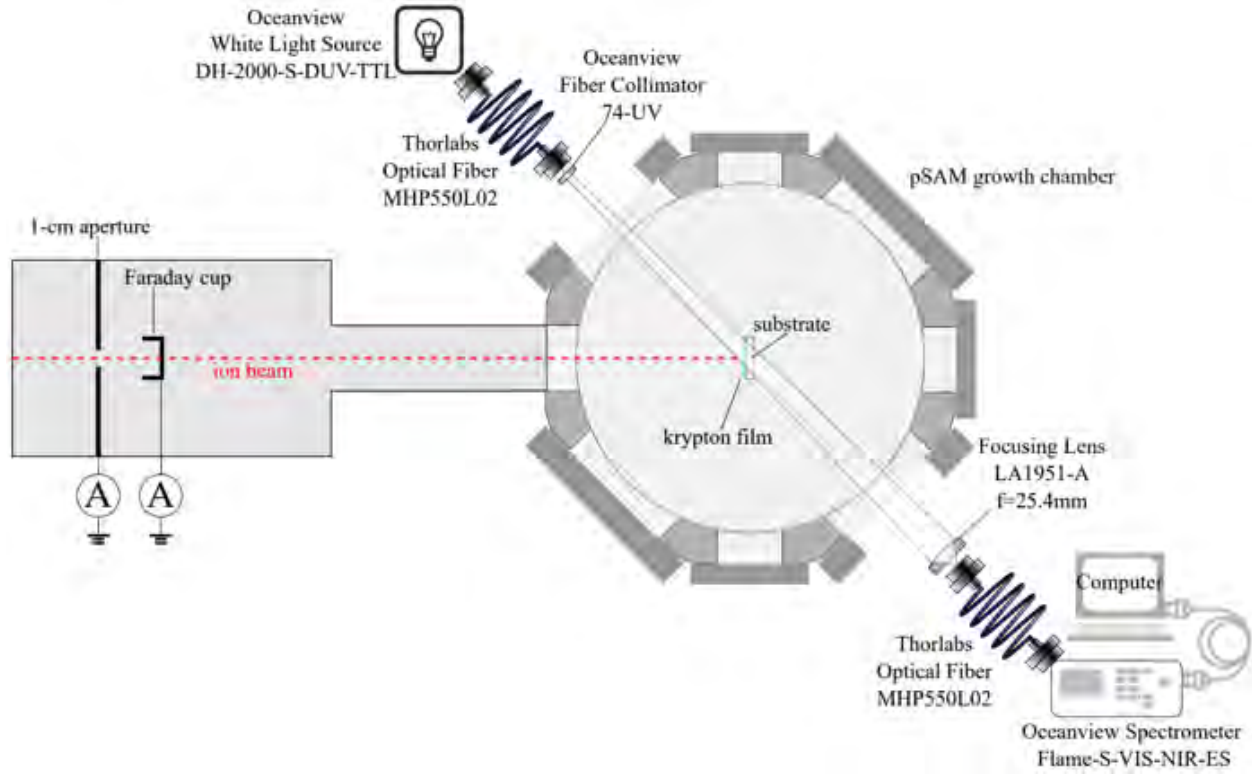 Oceanview
White Light Source
DH-2000-S-DUV-TTL
Oceanview
Fiber Collimator
74-UV
Thorlabs
Optical Fiber
MHP550L02
pSAM growth chamber
1-cm aperture
Faraday cup
ion beam
substrate
krypton film
A
A
Focusing Lens
LA1951-A
f=25.4mm
Computer
Thorlabs
Optical Fiber
MHP550L02
Oceanview Spectrometer
Flame-S-VIS-NIR-ES